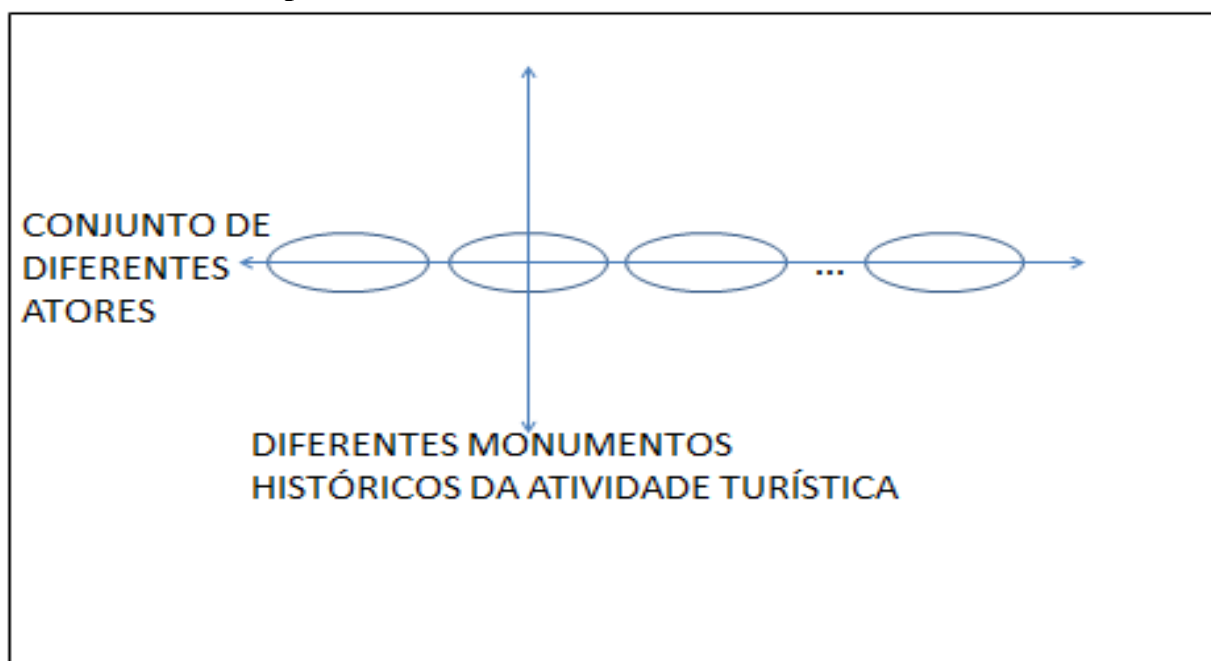 CONJUNTO DE
DIFERENTES
ATORES
...
DIFERENTES MONUMENTOS
HISTÓRICOS DA ATIVIDADE TURÍSTICA